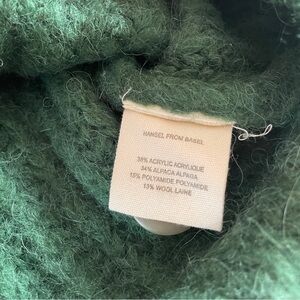 HANSEL FROM BASEL
38% ACRYLIC ACRYLIQUE
34% ALPACA ALPAGA
15% POLYAMIDE POLYAMIDE
13% WOOL LAINE